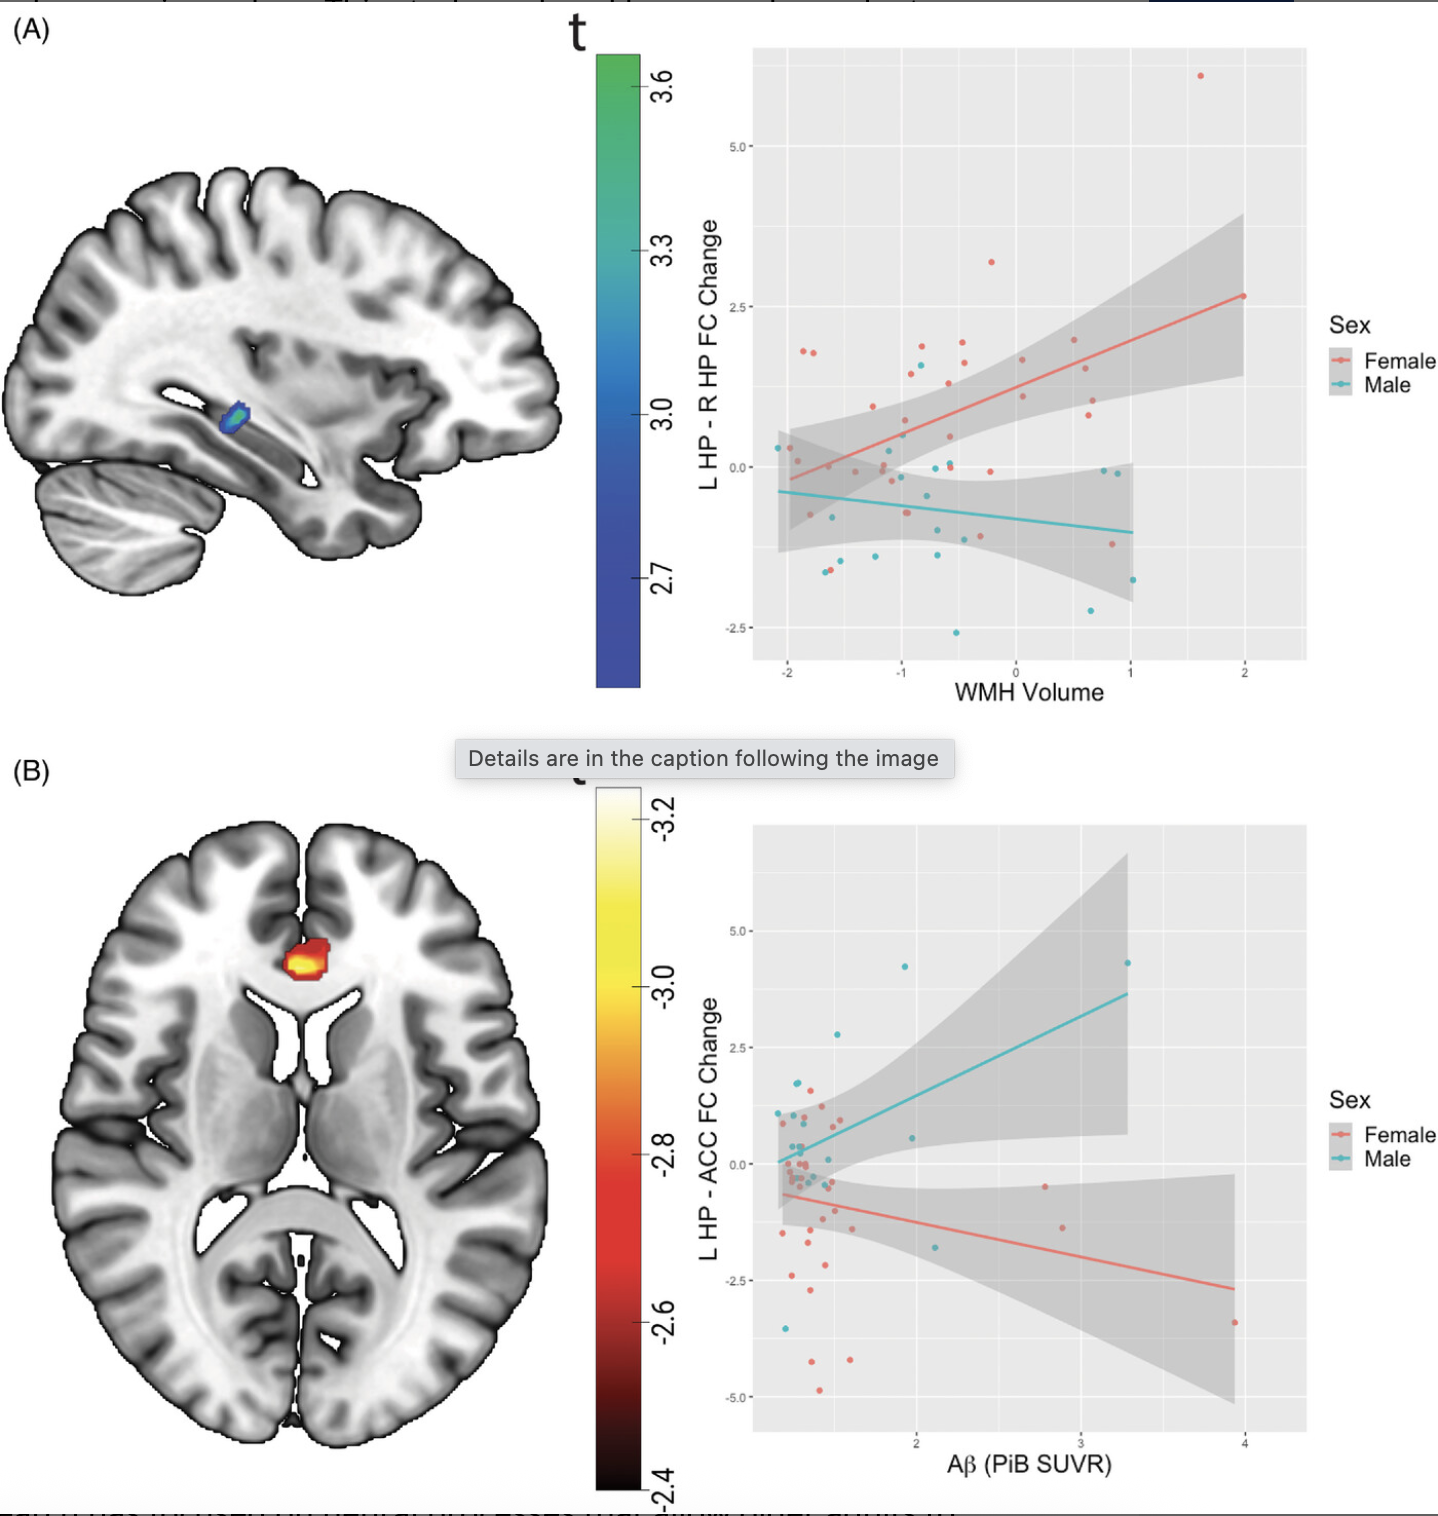 (A)
t
3.6
3.3
3.0
2.7
L HP - R HP FC Change
5.0
2.5
0.0
-2.5
-2
-1
0
1
2
WMH Volume
Sex
Female
Male
Details are in the caption following the image
(B)
-3.2
-3.0
-2.8
-2.6
-2.4
L HP - ACC FC Change
5.0
2.5
0.0
-2.5
-5.0
2
3
4
Aβ (PiB SUVR)
Sex
Female
Male